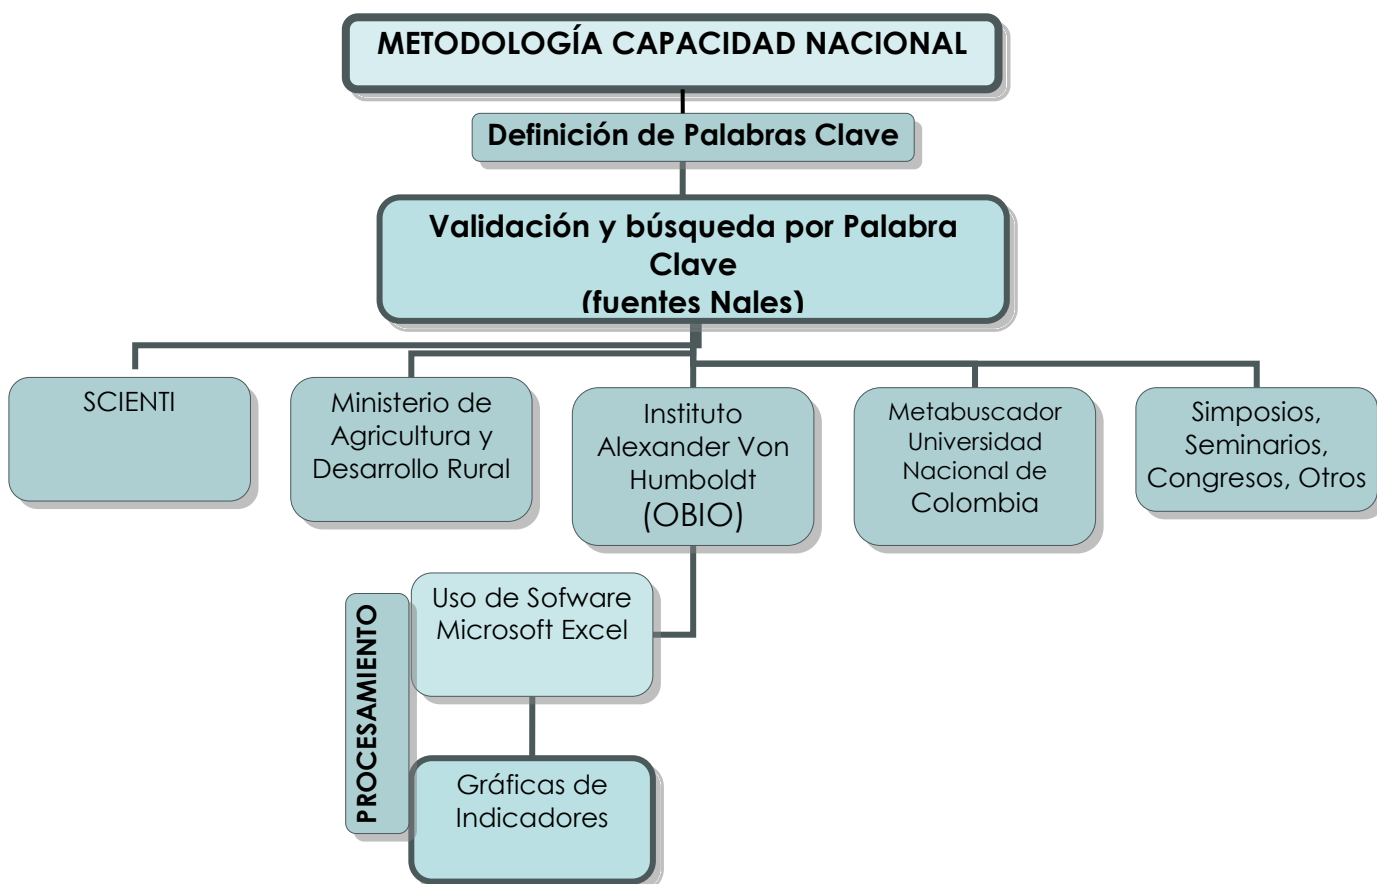 METODOLOGÍA CAPACIDAD NACIONAL
Definición de Palabras Clave
Validación y búsqueda por Palabra
Clave
(fuentes Nales)
SCIENTI
Ministerio de
Agricultura y
Desarrollo Rural
Instituto
Alexander Von
Humboldt
(OBIO)
Metabuscador
Universidad
Nacional de
Colombia
Simposios,
Seminarios,
Congresos, Otros
PROCESAMIENTO
Uso de Sofware
Microsoft Excel
Gráficas de
Indicadores